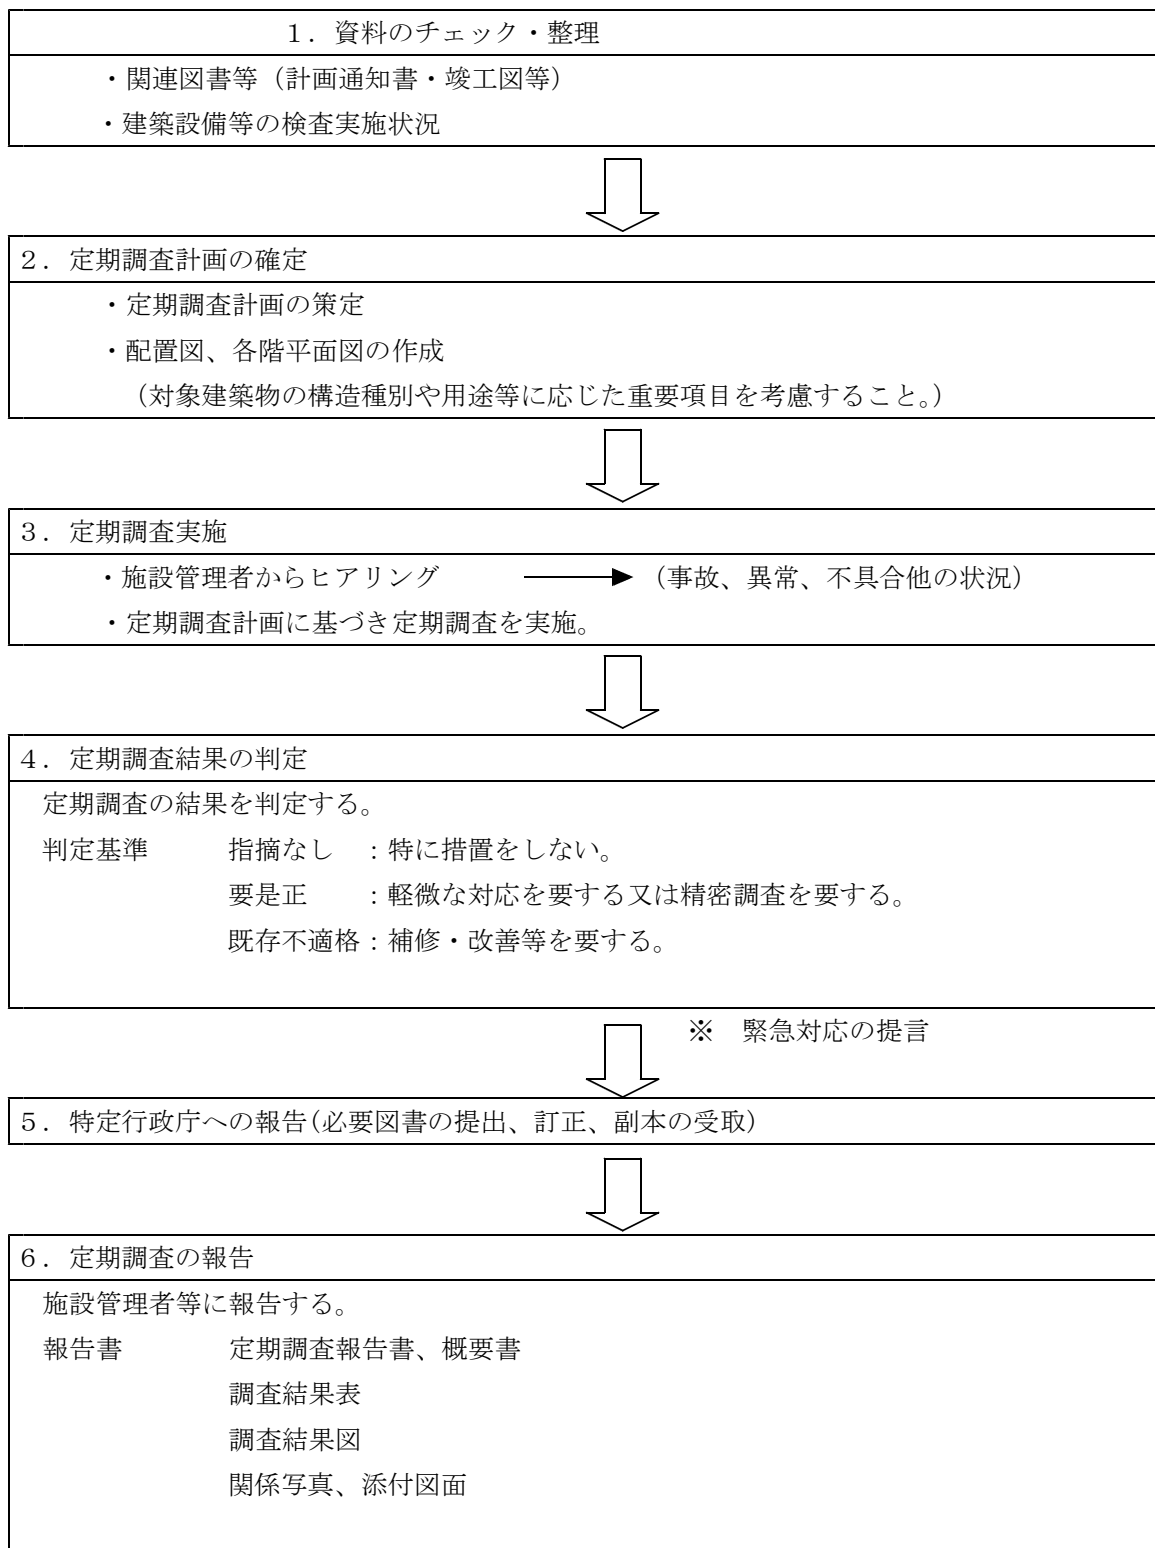 １．資料のチェック・整理
・関連図書等（計画通知書・竣工図等）
・建築設備等の検査実施状況
２．定期調査計画の確定
・定期調査計画の策定
・配置図、各階平面図の作成
（対象建築物の構造種別や用途等に応じた重要項目を考慮すること。）
３．定期調査実施
・施設管理者からヒアリング　（事故、異常、不具合他の状況）
・定期調査計画に基づき定期調査を実施。
４．定期調査結果の判定
定期調査の結果を判定する。
判定基準　指摘なし　：特に措置をしない。
要是正　：軽微な対応を要する又は精密調査を要する。
既存不適格：補修・改善等を要する。
※　緊急対応の提言
５．特定行政庁への報告(必要図書の提出、訂正、副本の受取)
６．定期調査の報告
施設管理者等に報告する。
報告書　定期調査報告書、概要書
調査結果表
調査結果図
関係写真、添付図面